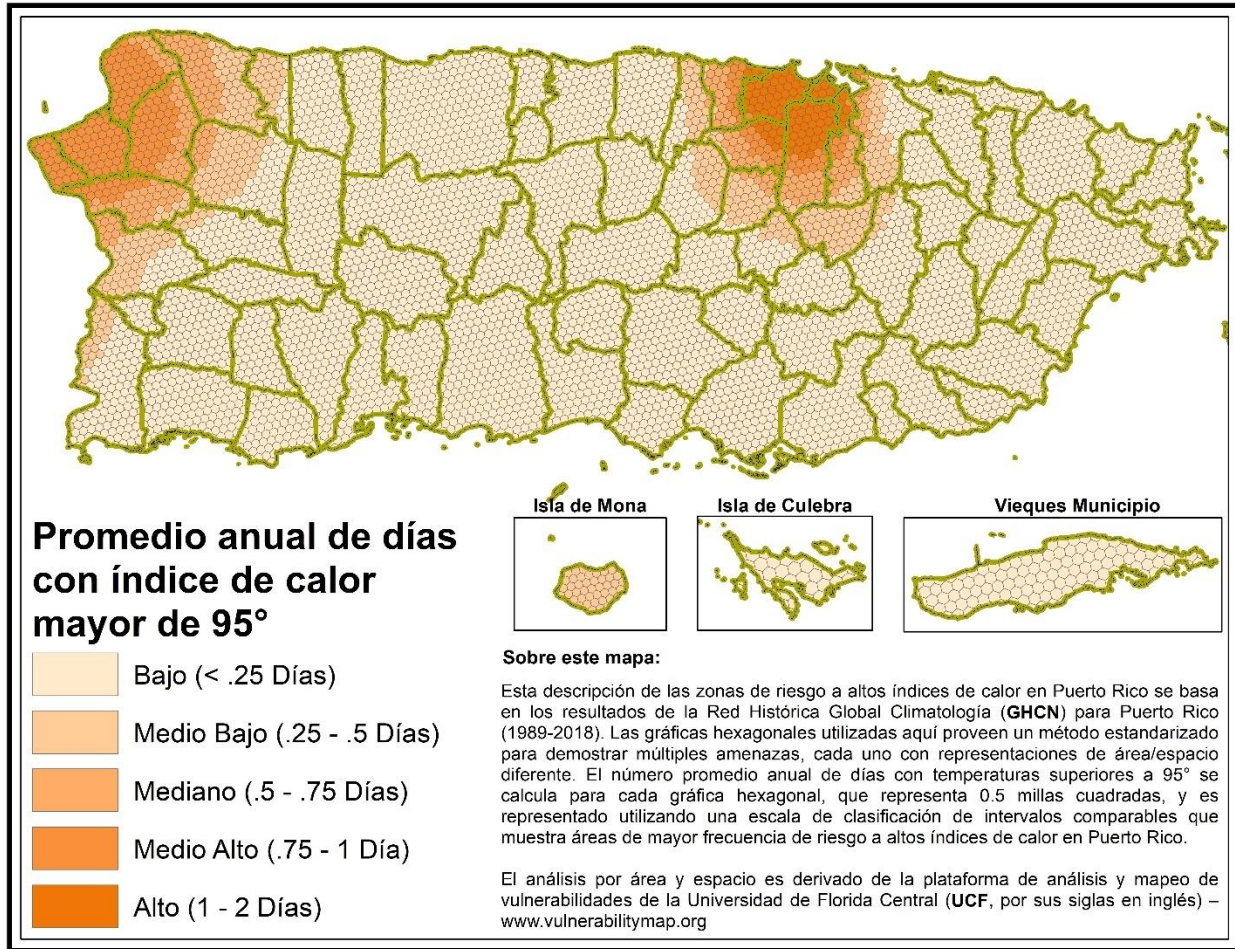 Isla de Mona
Isla de Culebra
Vieques Municipio
Promedio anual de días
con índice de calor
mayor de 95°
Bajo (< .25 Días)
Medio Bajo (.25 - .5 Días)
Mediano (.5 - .75 Días)
Medio Alto (.75 - 1 Día)
Alto (1 - 2 Días)
Sobre este mapa:
Esta descripción de las zonas de riesgo a altos índices de calor en Puerto Rico se basa
en los resultados de la Red Histórica Global Climatología (GHCN) para Puerto Rico
(1989-2018). Las gráficas hexagonales utilizadas aquí proveen un método estandarizado
para demostrar múltiples amenazas, cada uno con representaciones de área/espacio
diferente. El número promedio anual de días con temperaturas superiores a 95° se
calcula para cada gráfica hexagonal, que representa 0.5 millas cuadradas, y es
representado utilizando una escala de clasificación de intervalos comparables que
muestra áreas de mayor frecuencia de riesgo a altos índices de calor en Puerto Rico.
El análisis por área y espacio es derivado de la plataforma de análisis y mapeo de
vulnerabilidades de la Universidad de Florida Central (UCF, por sus siglas en inglés) –
www.vulnerabilitymap.org